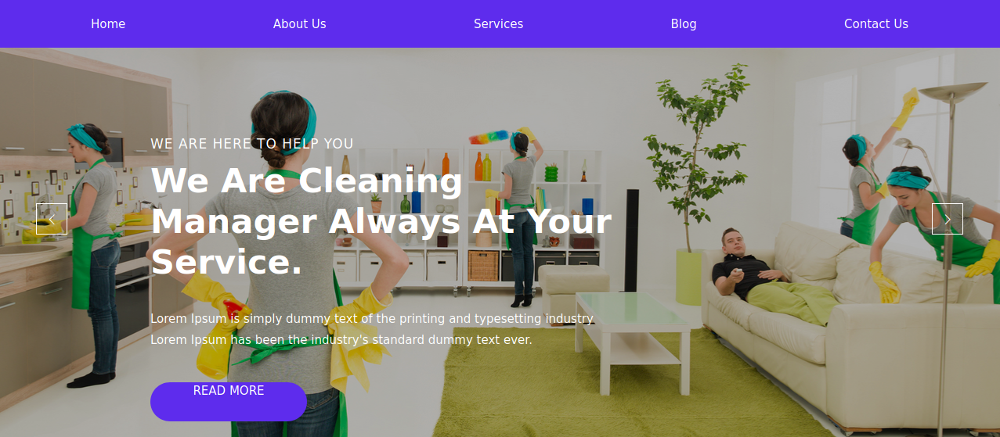 Home About Us Services Blog Contact Us
WE ARE HERE TO HELP YOU
We Are Cleaning
Manager Always At Your
Service.
Lorem Ipsum is simply dummy text of the printing and typesetting industry
Lorem Ipsum has been the industry's standard dummy text ever.
READ MORE